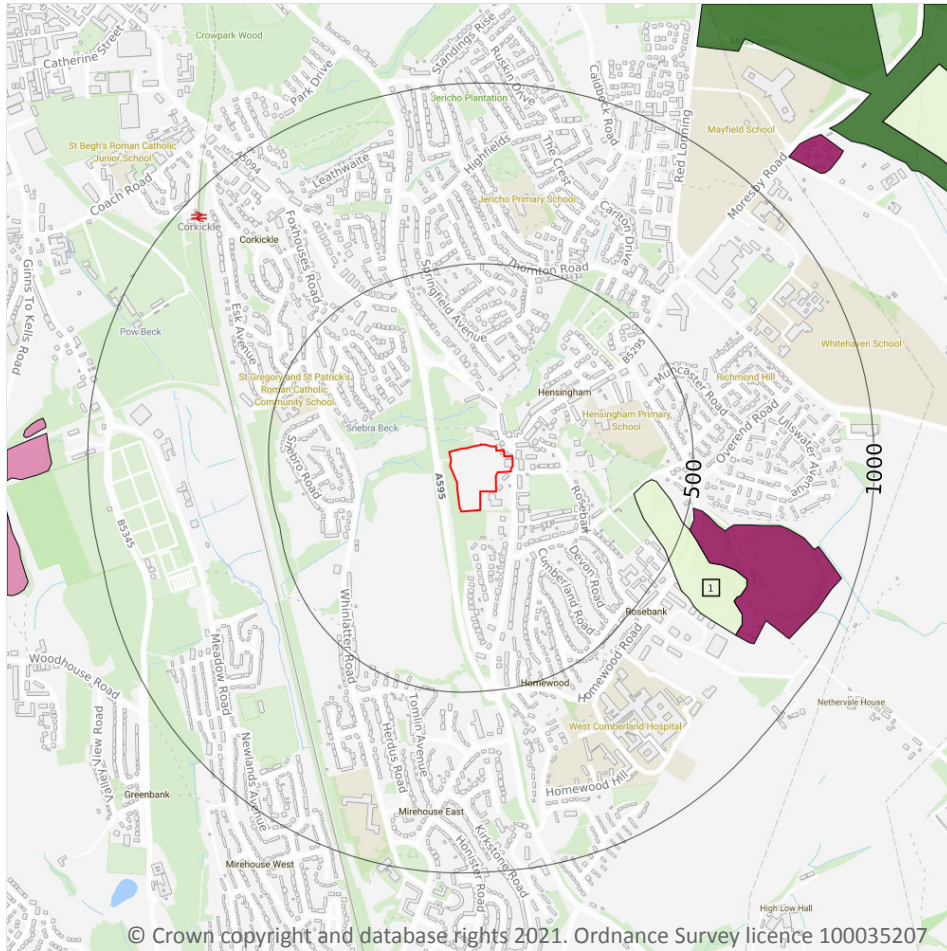 Crowpark Wood
Catherine Street
Standings Rise
Ruskin Drive
Park Drive
Jericho Plantation
Caddbock Road
Red Lonning
Mayfield School
St Begh's Roman Catholic
Junior School
A5094
Leathwaite
Highfields
The Crest
Moresby Road
Coach Road
Jericho Primary School
Corkickle
Corkickle
Foxhouses Road
Canton Drive
Ginns To Kells Road
Esk Avenue
Springfield Avenue
Thornton Road
Pow Beck
B5295
Whitehaven School
St Gregory and St Patrick's
Roman Catholic
Community School
Muncaster Road
Richmond Hill
Hensingham
Overend Road
Ullswater Avenue
Hensingham Primary
School
Snebra Beck
Snebro Road
A595
500
1000
B5345
Rosebank
Devon Road
Cumberland Road
1
Whinlatter Road
Rosebank
Woodhouse Road
Meadow Road
Homewood Road
Homewood
Valley View Road
Tomlin Avenue
Herdus Road
West Cumberland Hospital
Nethervale House
Newlands Avenue
Greenbank
Homewood Hill
Mirehouse East
Kirkstone Road
Honister Road
Mirehouse West
High Low Hall
© Crown copyright and database rights 2021. Ordnance Survey licence 100035207